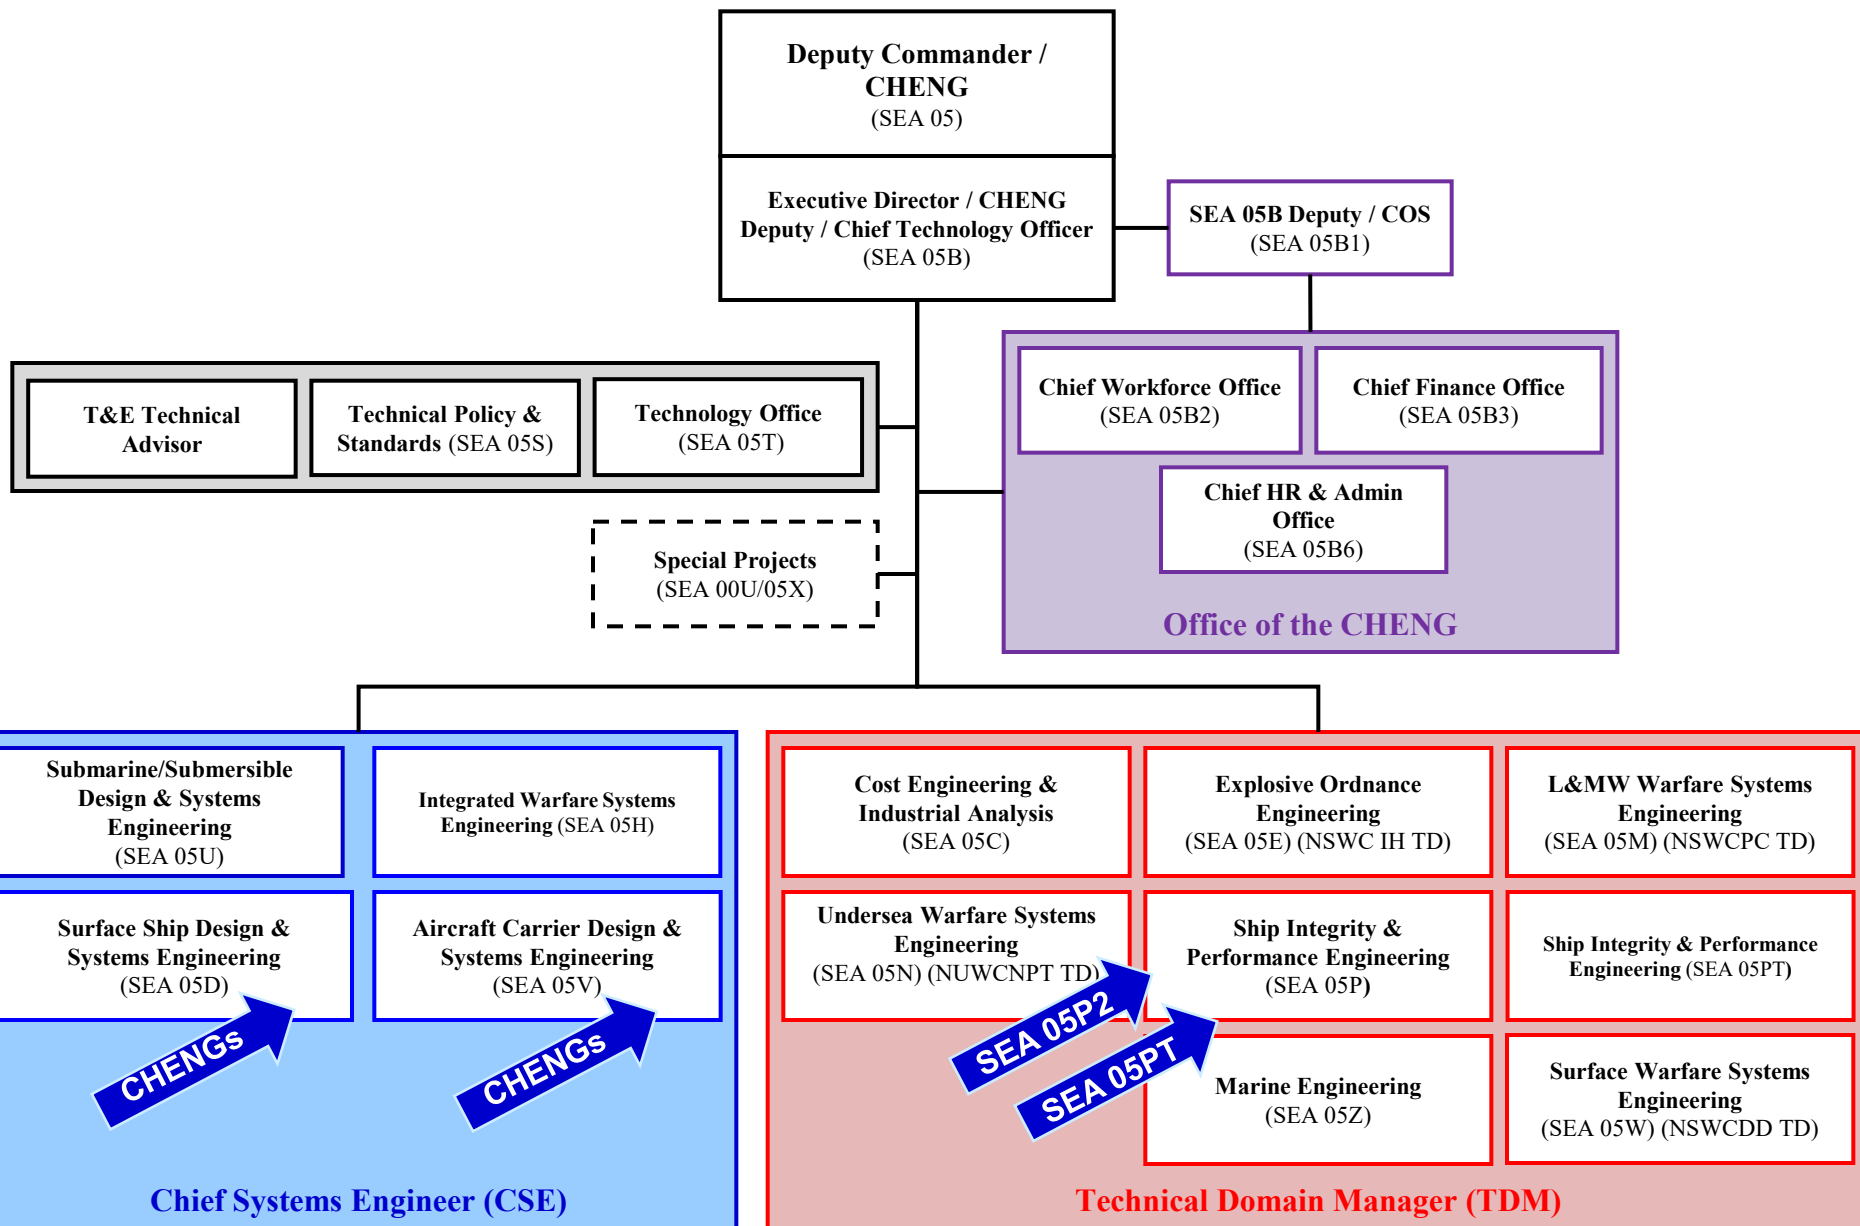 Deputy Commander /
CHENG
(SEA 05)
Executive Director / CHENG
Deputy / Chief Technology Officer
(SEA 05B)
SEA 05B Deputy / COS
(SEA 05B1)
T&E Technical
Advisor
Technical Policy &
Standards (SEA 05S)
Technology Office
(SEA 05T)
Chief Workforce Office
(SEA 05B2)
Chief Finance Office
(SEA 05B3)
Chief HR & Admin
Office
(SEA 05B6)
Office of the CHENG
Special Projects
(SEA 00U/05X)
Submarine/Submersible
Design & Systems
Engineering
(SEA 05U)
Integrated Warfare Systems
Engineering (SEA 05H)
Surface Ship Design &
Systems Engineering
(SEA 05D)
Aircraft Carrier Design &
Systems Engineering
(SEA 05V)
CHENGs
CHENGs
Chief Systems Engineer (CSE)
Cost Engineering &
Industrial Analysis
(SEA 05C)
Explosive Ordnance
Engineering
(SEA 05E) (NSWC IH TD)
L&MW Warfare Systems
Engineering
(SEA 05M) (NSWCPC TD)
Undersea Warfare Systems
Engineering
(SEA 05N) (NUWCNPT TD)
Ship Integrity &
Performance Engineering
(SEA 05P)
Ship Integrity & Performance
Engineering (SEA 05PT)
SEA 05P2
SEA 05PT
Marine Engineering
(SEA 05Z)
Surface Warfare Systems
Engineering
(SEA 05W) (NSWCDD TD)
Technical Domain Manager (TDM)